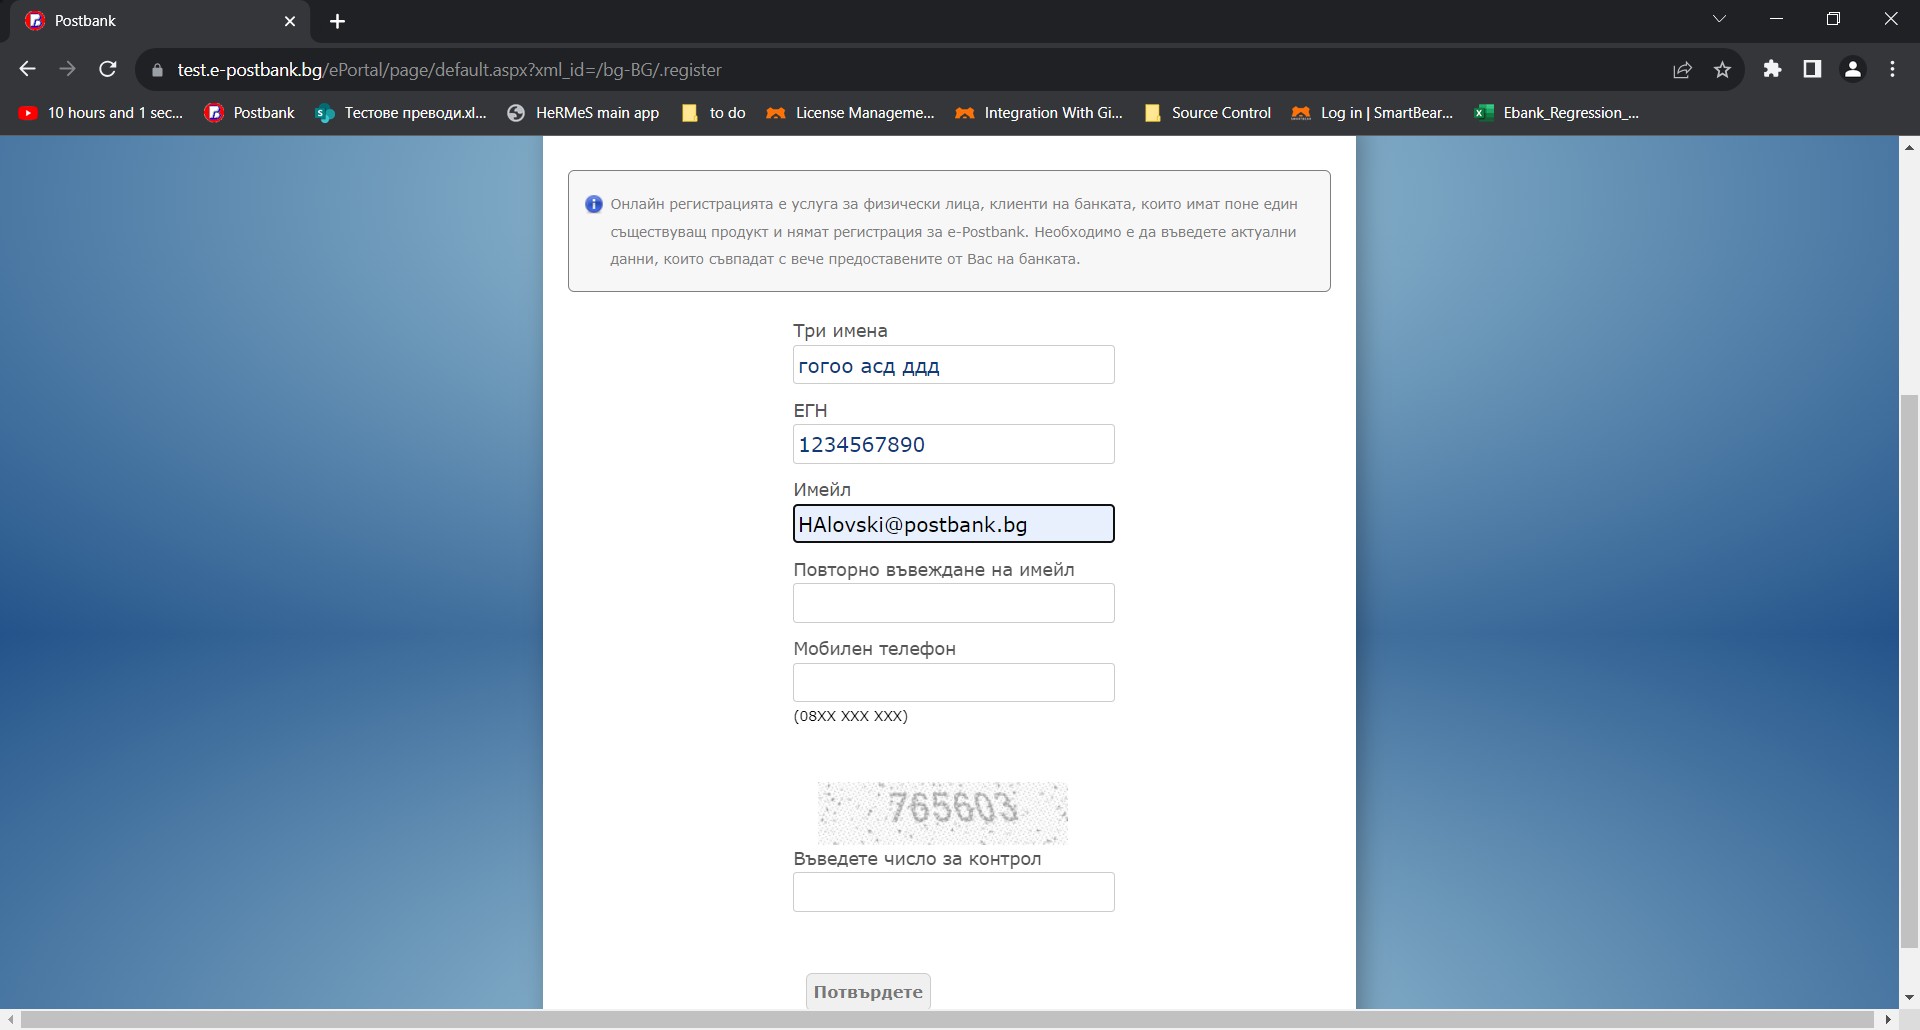 Postbank
test.e-postbank.bg/ePortal/page/default.aspx?xml_id=/bg-BG/.register
10 hours and 1 sec... Postbank Тестове преводи.xl... HeRMeS main app to do License Manageme... Integration With Gi... Source Control Log in | SmartBear... Ebank_Regression_...
Онлайн регистрацията е услуга за физически лица, клиенти на банката, които имат поне един
съществуващ продукт и нямат регистрация за e-Postbank. Необходимо е да въведете актуални
данни, които съвпадат с вече предоставените от Вас на банката.
Три имена
гогоо асд ддд
ЕГН
1234567890
Имейл
HAlovski@postbank.bg
Повторно въвеждане на имейл
Мобилен телефон
(08XX XXX XXX)
765603
Въведете число за контрол
Потвърдете